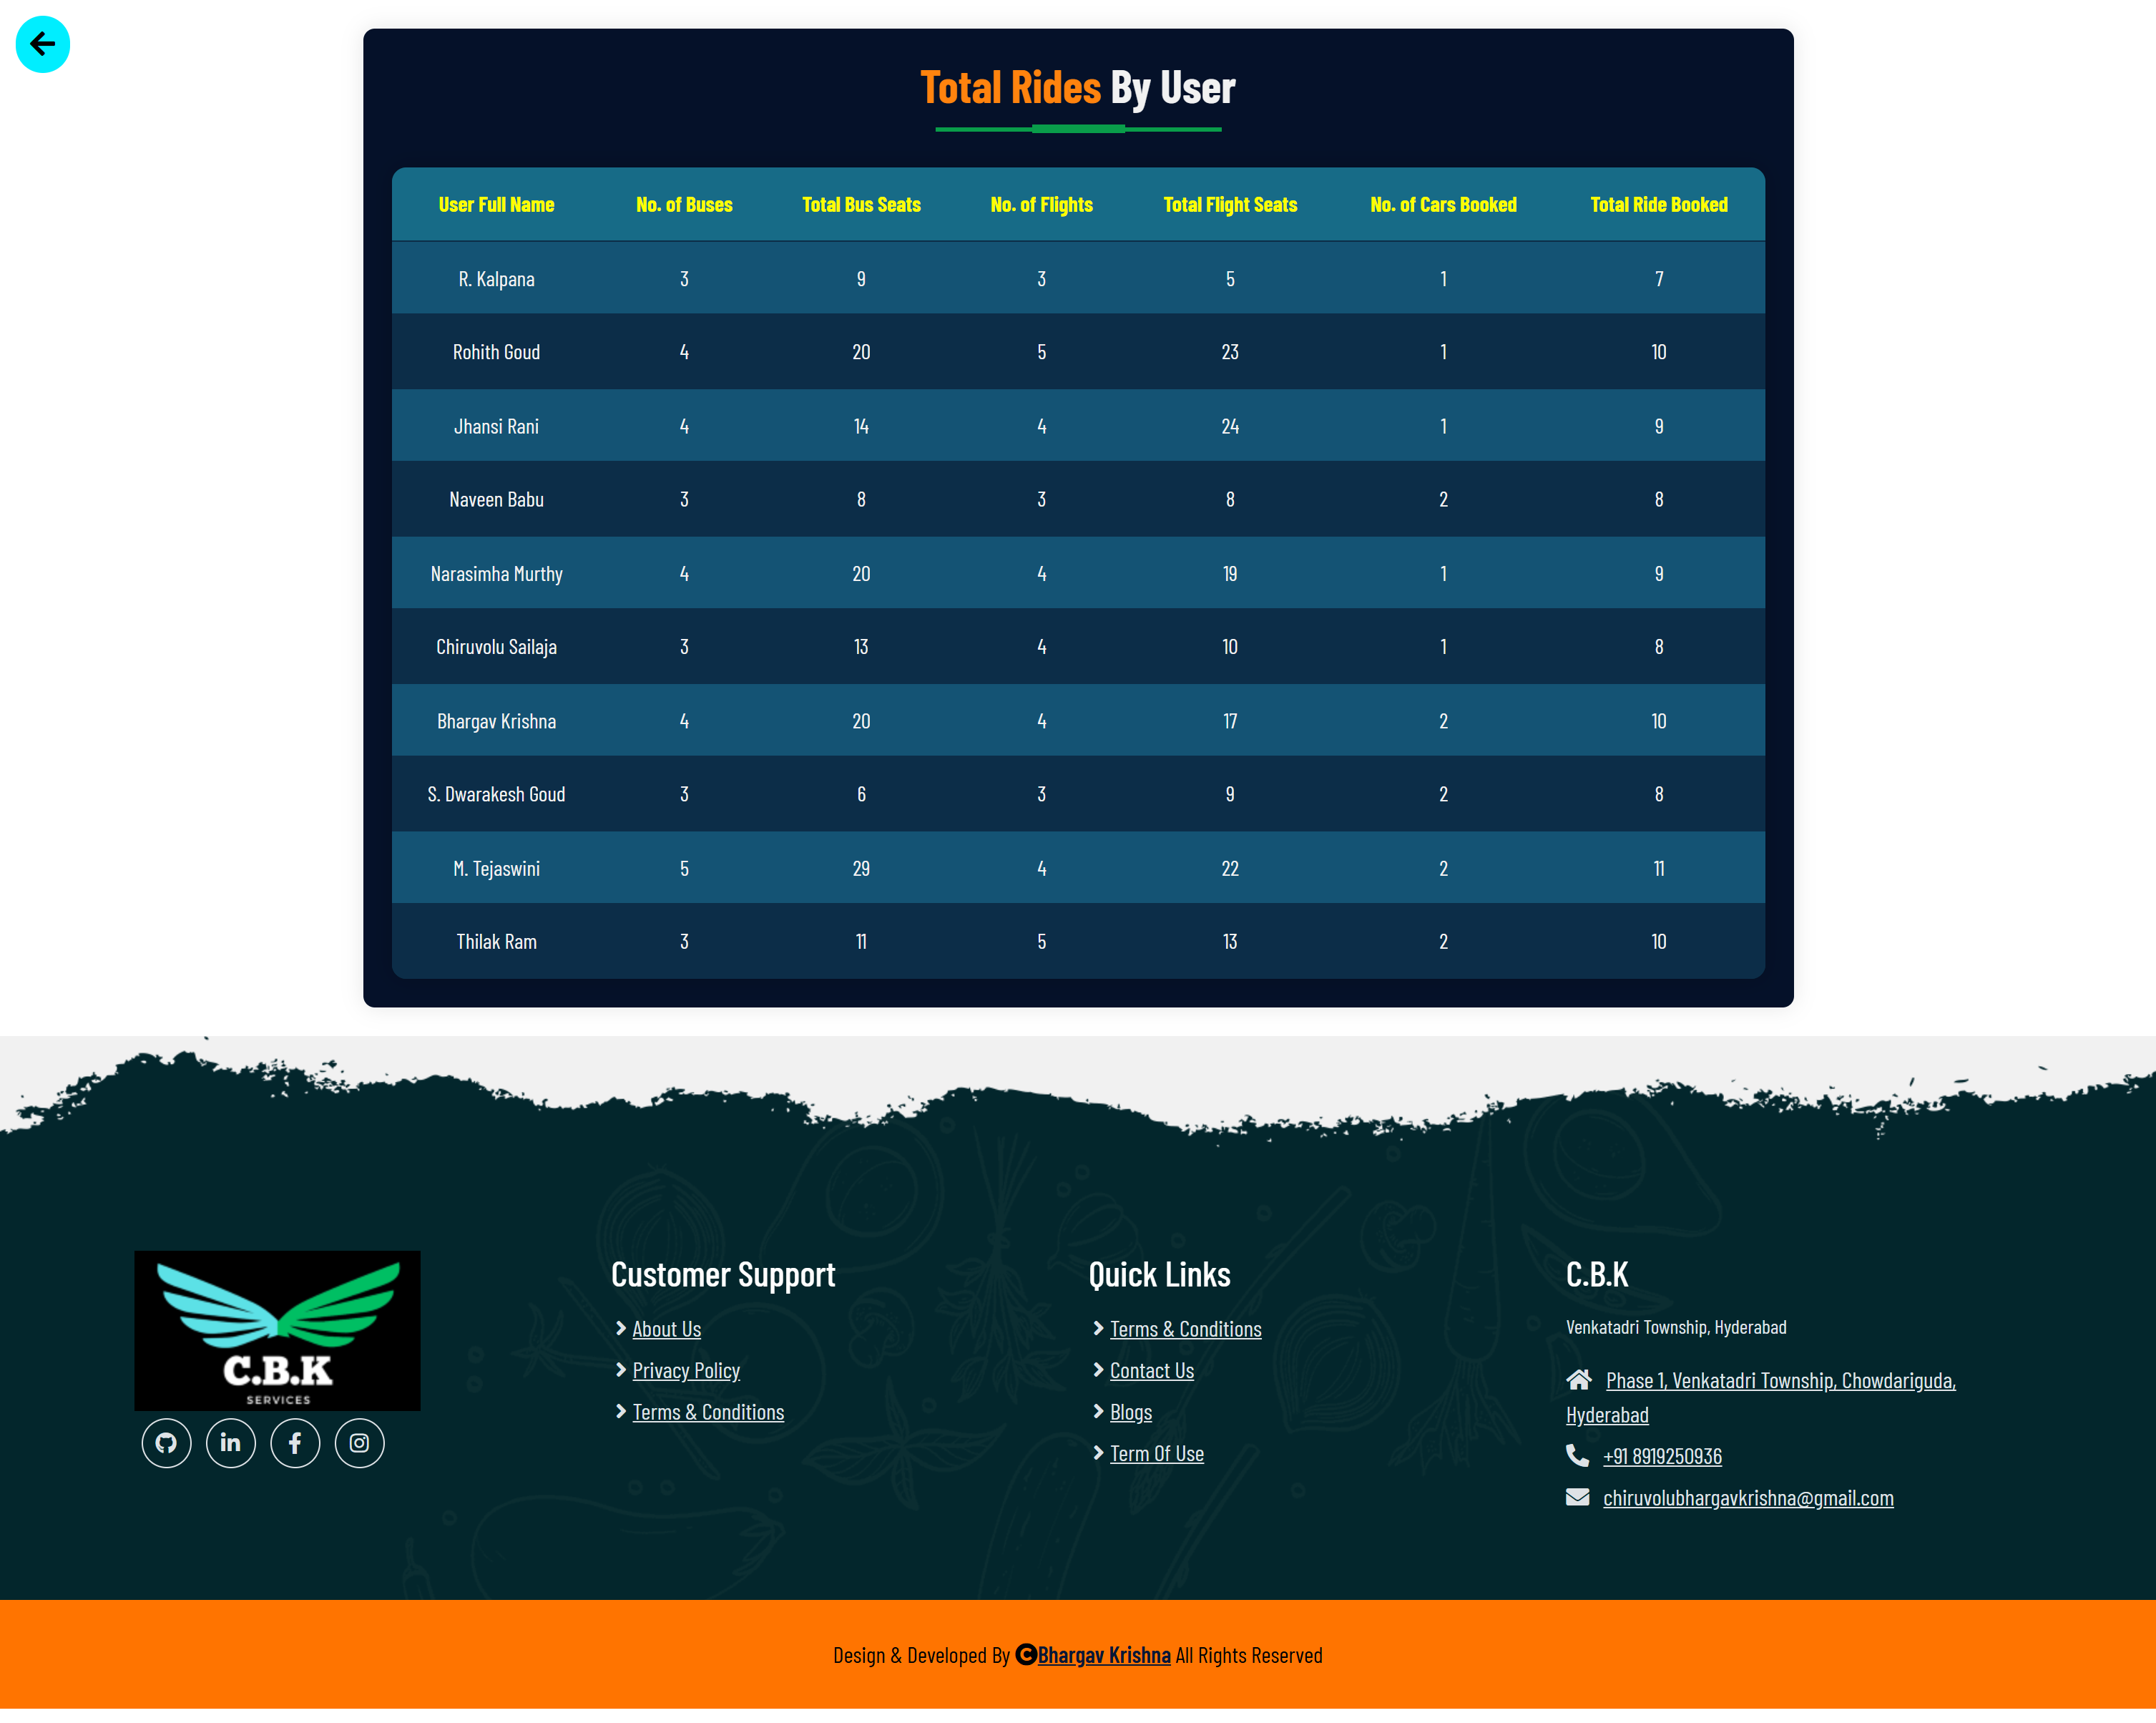 Total Rides By User
User Full Name No. of Buses Total Bus Seats No. of Flights Total Flight Seats No. of Cars Booked Total Ride Booked
R. Kalpana 3 9 3 5 1 7
Rohith Goud 4 20 5 23 1 10
Jhansi Rani 4 14 4 24 1 9
Naveen Babu 3 8 3 8 2 8
Narasimha Murthy 4 20 4 19 1 9
Chiruvolu Sailaja 3 13 4 10 1 8
Bhargav Krishna 4 20 4 17 2 10
S. Dwarakesh Goud 3 6 3 9 2 8
M. Tejaswini 5 29 4 22 2 11
Thilak Ram 3 11 5 13 2 10
C.B.K
SERVICES
Customer Support
About Us
Privacy Policy
Terms & Conditions
Quick Links
Terms & Conditions
Contact Us
Blogs
Term Of Use
C.B.K
Venkatadri Township, Hyderabad
Phase 1, Venkatadri Township, Chowdariguda,
Hyderabad
+91 8919250936
chiruvolubhargavkrishna@gmail.com
Design & Developed By ©Bhargav Krishna All Rights Reserved